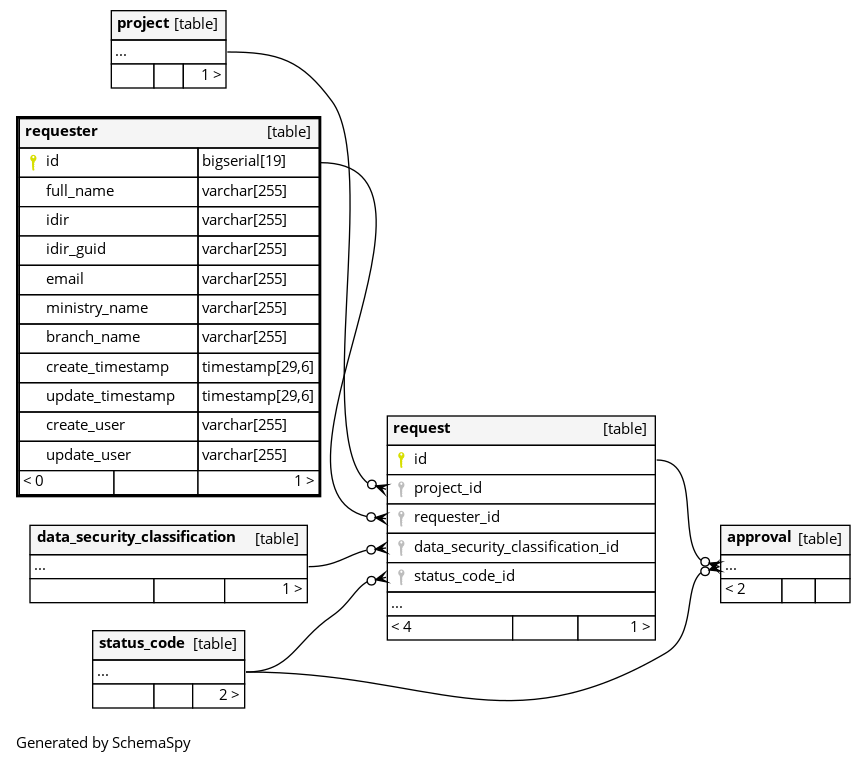 project [table]
...
1 >
requester [table]
id bigserial[19]
full_name varchar[255]
idir varchar[255]
idir_guid varchar[255]
email varchar[255]
ministry_name varchar[255]
branch_name varchar[255]
create_timestamp timestamp[29,6]
update_timestamp timestamp[29,6]
create_user varchar[255]
update_user varchar[255]
< 0 1 >
request [table]
id
project_id
requester_id
data_security_classification_id
status_code_id
...
< 4 1 >
data_security_classification [table]
...
1 >
approval [table]
...
< 2
status_code [table]
...
2 >
Generated by SchemaSpy